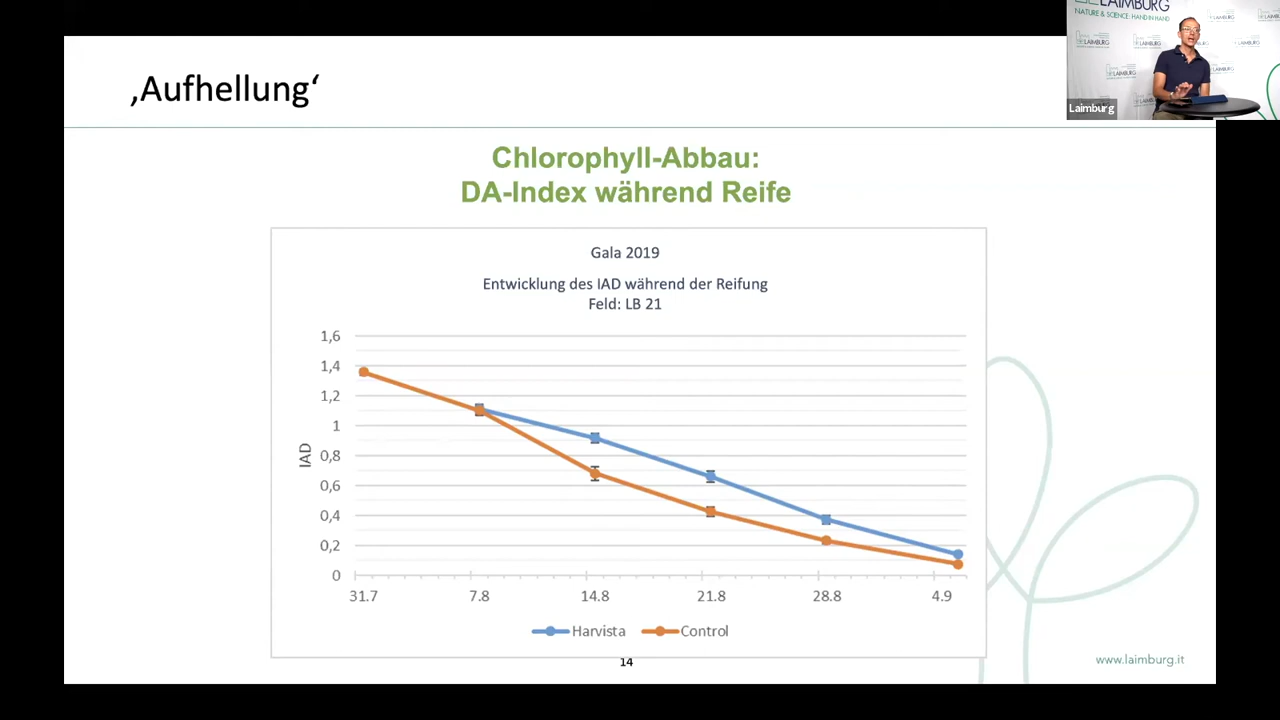 ‚Aufhellung‘
LAIMBURG
NATURE & SCIENCE: HAND IN HAND
LAIMBURG
LAIMBURG
LAIMBURG
Laimburg
Chlorophyll-Abbau:
DA-Index während Reife
Gala 2019
Entwicklung des IAD während der Reifung
Feld: LB 21
IAD
1,6
1,4
1,2
1
0,8
0,6
0,4
0,2
0
31.7 7.8 14.8 21.8 28.8 4.9
Harvista Control
14
www.laimburg.it